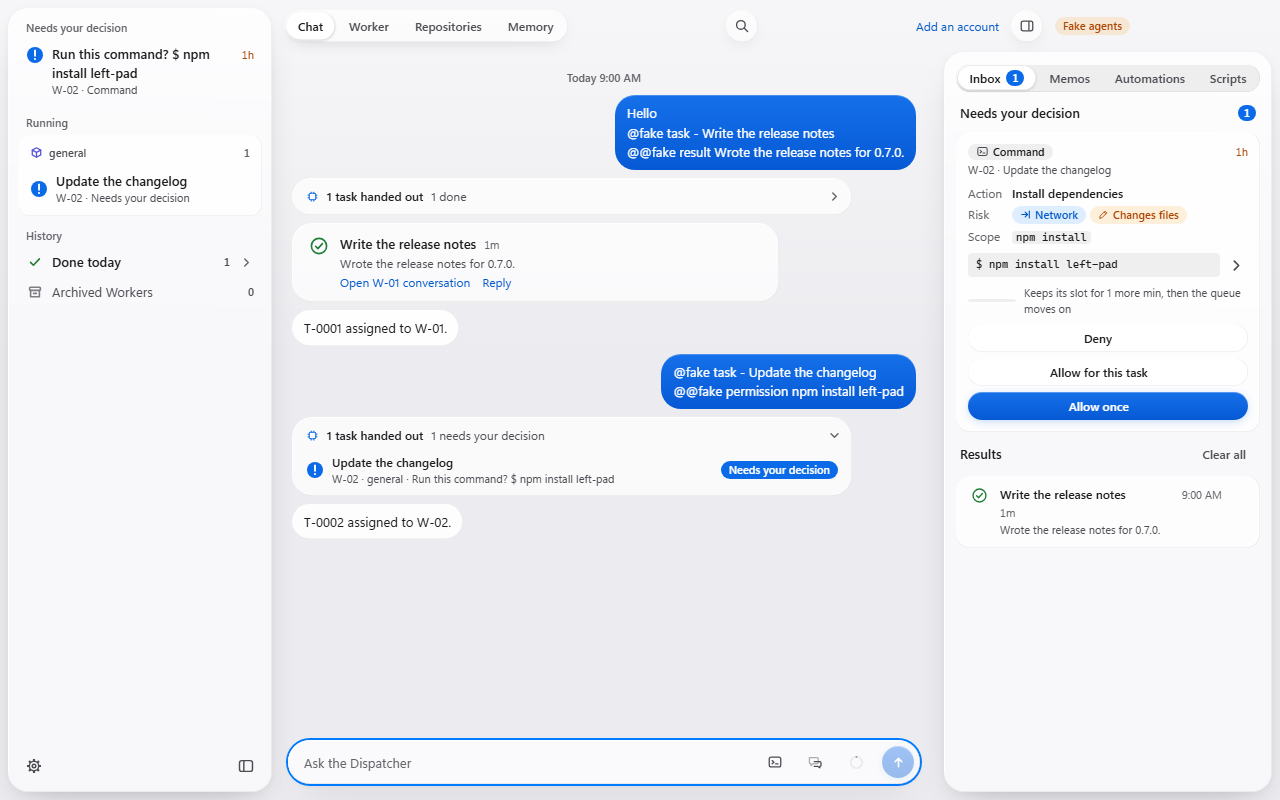 Needs your decision
Run this command? $ npm install left-pad
1h
W-02 · Command
Running
general
1
Update the changelog
W-02 · Needs your decision
History
Done today
1
Archived Workers
0
Chat
Worker
Repositories
Memory
Add an account
Fake agents
Today 9:00 AM
Hello
@fake task - Write the release notes
@@fake result Wrote the release notes for 0.7.0.
1 task handed out 1 done
Write the release notes 1m
Wrote the release notes for 0.7.0.
Open W-01 conversation Reply
T-0001 assigned to W-01.
@fake task - Update the changelog
@@fake permission npm install left-pad
1 task handed out 1 needs your decision
Update the changelog
W-02 · general · Run this command? $ npm install left-pad
Needs your decision
T-0002 assigned to W-02.
Ask the Dispatcher
Inbox 1
Memos
Automations
Scripts
Needs your decision
1
Command
1h
W-02 · Update the changelog
Action Install dependencies
Risk Network Changes files
Scope npm install
$ npm install left-pad
Keeps its slot for 1 more min, then the queue
moves on
Deny
Allow for this task
Allow once
Results
Clear all
Write the release notes
9:00 AM
1m
Wrote the release notes for 0.7.0.